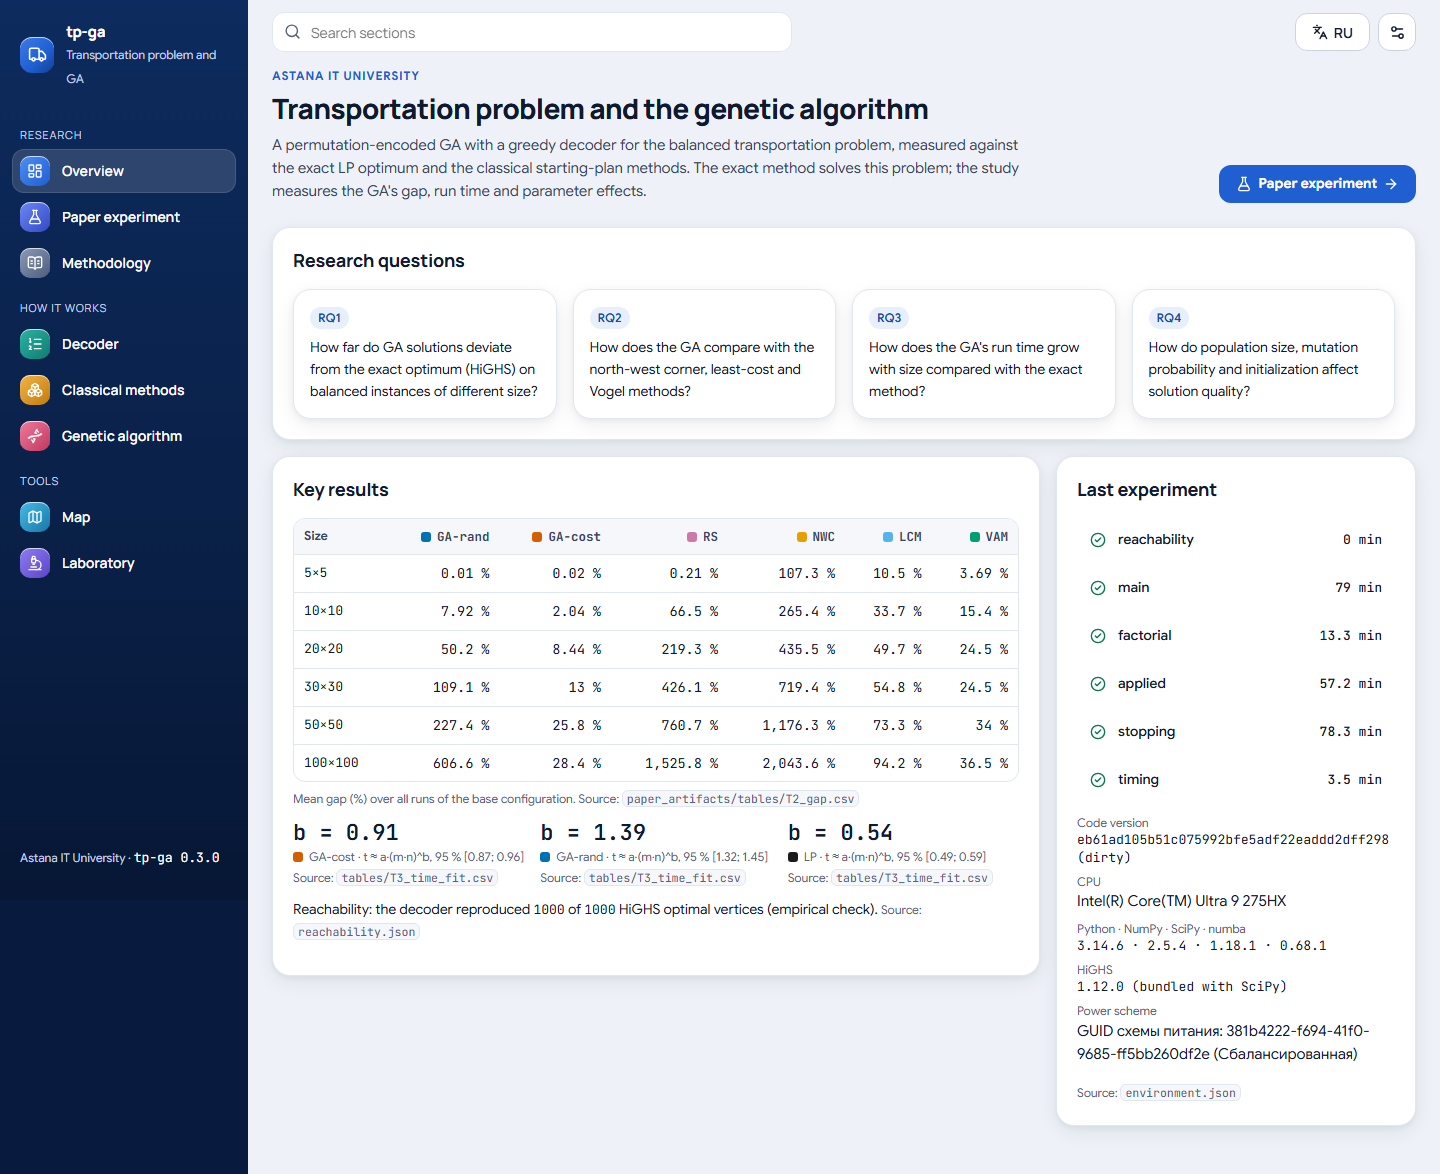 tp-ga
Transportation problem and
GA
RESEARCH
Overview
Paper experiment
Methodology
HOW IT WORKS
Decoder
Classical methods
Genetic algorithm
TOOLS
Map
Laboratory
Astana IT University · tp-ga 0.3.0
Search sections
RU
ASTANA IT UNIVERSITY
Transportation problem and the genetic algorithm
A permutation-encoded GA with a greedy decoder for the balanced transportation problem, measured against
the exact LP optimum and the classical starting-plan methods. The exact method solves this problem; the study
measures the GA's gap, run time and parameter effects.
Paper experiment →
Research questions
RQ1
How far do GA solutions deviate
from the exact optimum (HiGHS) on
balanced instances of different size?
RQ2
How does the GA compare with the
north-west corner, least-cost and
Vogel methods?
RQ3
How does the GA's run time grow
with size compared with the exact
method?
RQ4
How do population size, mutation
probability and initialization affect
solution quality?
Key results
Size GA-rand GA-cost RS NWC LCM VAM
5×5 0.01 % 0.02 % 0.21 % 107.3 % 10.5 % 3.69 %
10×10 7.92 % 2.04 % 66.5 % 265.4 % 33.7 % 15.4 %
20×20 50.2 % 8.44 % 219.3 % 435.5 % 49.7 % 24.5 %
30×30 109.1 % 13 % 426.1 % 719.4 % 54.8 % 24.5 %
50×50 227.4 % 25.8 % 760.7 % 1,176.3 % 73.3 % 34 %
100×100 606.6 % 28.4 % 1,525.8 % 2,043.6 % 94.2 % 36.5 %
Mean gap (%) over all runs of the base configuration. Source: paper_artifacts/tables/T2_gap.csv
b = 0.91
GA-cost · t ≈ a·(m·n)^b, 95 % [0.87; 0.96]
Source: tables/T3_time_fit.csv
b = 1.39
GA-rand · t ≈ a·(m·n)^b, 95 % [1.32; 1.45]
Source: tables/T3_time_fit.csv
b = 0.54
LP · t ≈ a·(m·n)^b, 95 % [0.49; 0.59]
Source: tables/T3_time_fit.csv
Reachability: the decoder reproduced 1000 of 1000 HiGHS optimal vertices (empirical check). Source:
reachability.json
Last experiment
reachability 0 min
main 79 min
factorial 13.3 min
applied 57.2 min
stopping 78.3 min
timing 3.5 min
Code version
eb61ad105b51c075992bfe5adf22eaddd2dff298
(dirty)
CPU
Intel(R) Core(TM) Ultra 9 275HX
Python · NumPy · SciPy · numba
3.14.6 · 2.5.4 · 1.18.1 · 0.68.1
HiGHS
1.12.0 (bundled with SciPy)
Power scheme
GUID схемы питания: 381b4222-f694-41f0-
9685-ff5bb260df2e (Сбалансированная)
Source: environment.json